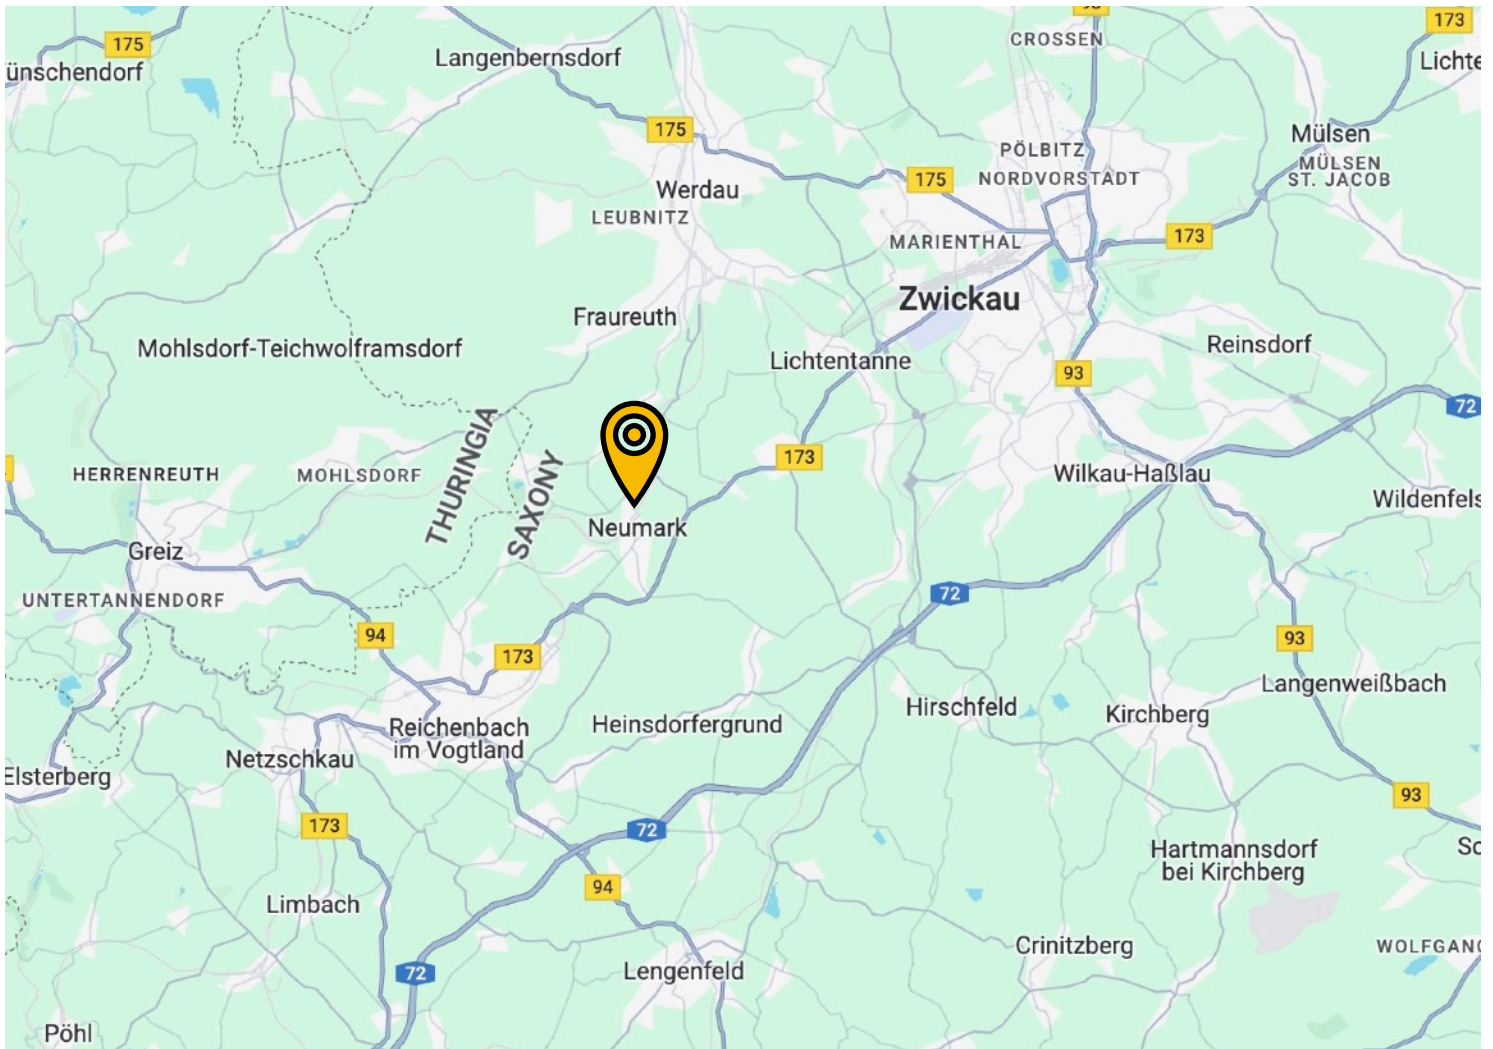 93
173
175
CROSSEN
Langenbernsdorf
Lichte
ünschendorf
175
Mülsen
PÖLBITZ
MÜLSEN
ST. JACOB
175
NORDVORSTADT
Werdau
LEUBNITZ
173
MARIENTHAL
Zwickau
Fraureuth
Reinsdorf
Mohlsdorf-Teichwolframsdorf
Lichtentanne
93
72
THURINGIA
SAXONY
173
HERRENREUTH
MOHLSDORF
Wilkau-Haßlau
Wildenfels
Neumark
Greiz
72
UNTERTANNENDORF
94
93
173
Langenweißbach
Hirschfeld
Kirchberg
Reichenbach
im Vogtland
Heinsdorfergrund
Netzschkau
Elsterberg
93
173
72
Hartmannsdorf
bei Kirchberg
Sc
94
Limbach
Crinitzberg
WOLFGANG
Lengenfeld
72
Pöhl